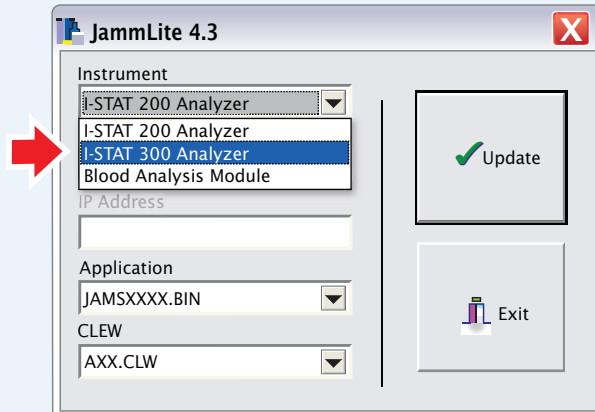 JammLite 4.3
X
Instrument
I-STAT 200 Analyzer
I-STAT 200 Analyzer
I-STAT 300 Analyzer
Blood Analysis Module
IP Address
Application
JAMSXXXX.BIN
CLEW
AXX.CLW
Update
Exit